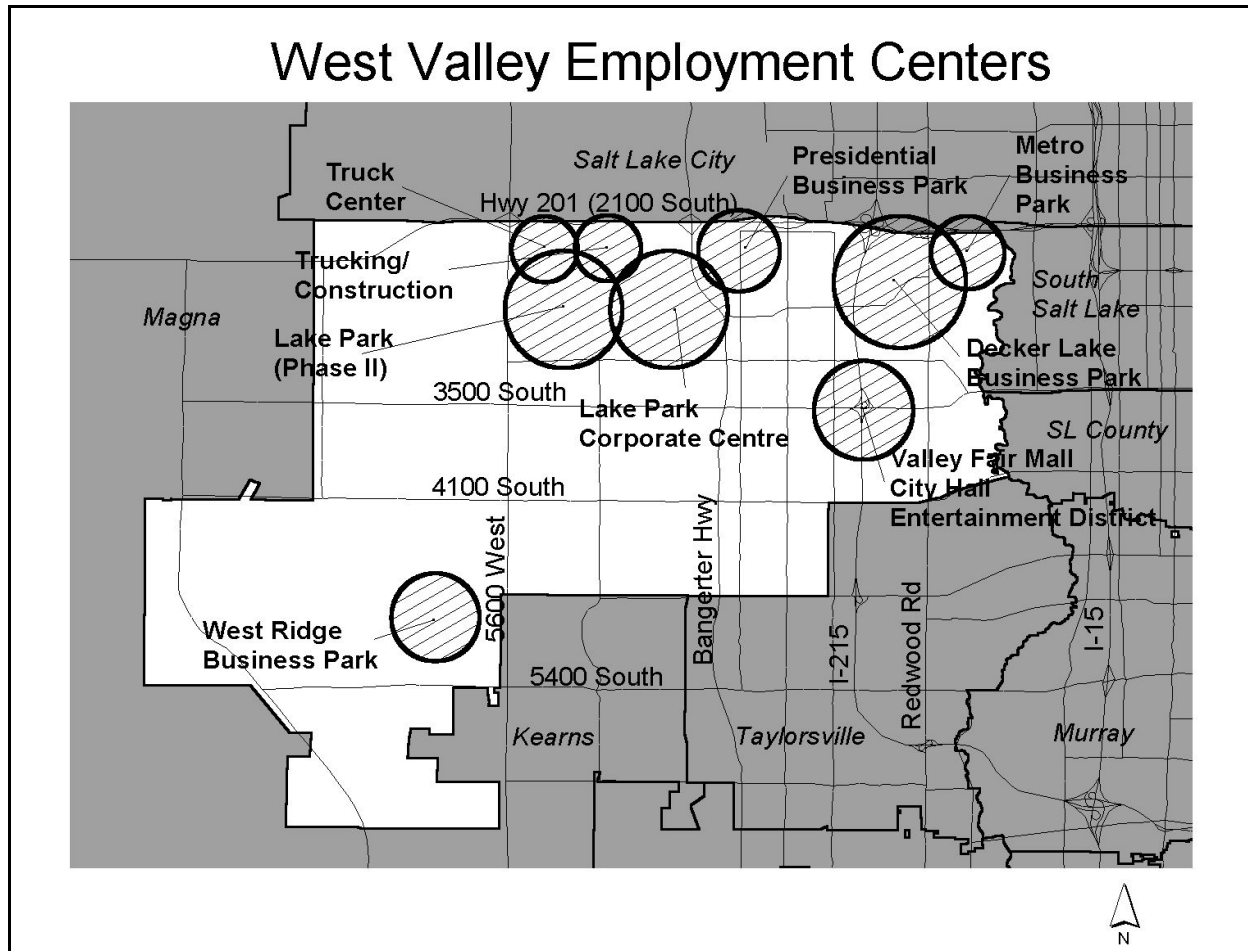 West Valley Employment Centers
Salt Lake City
Presidential
Business Park
Metro
Business
Park
Truck
Center
Hwy 201 (2100 South)
Trucking/
Construction
Magna
South
Salt Lake
Lake Park
(Phase II)
Decker Lake
Business Park
3500 South
Lake Park
Corporate Centre
SL County
Valley Fair Mall
City Hall
Entertainment District
4100 South
5600 West
Bangerter Hwy
I-215
Redwood Rd
I-15
West Ridge
Business Park
5400 South
Kearns
Taylorsville
Murray
N